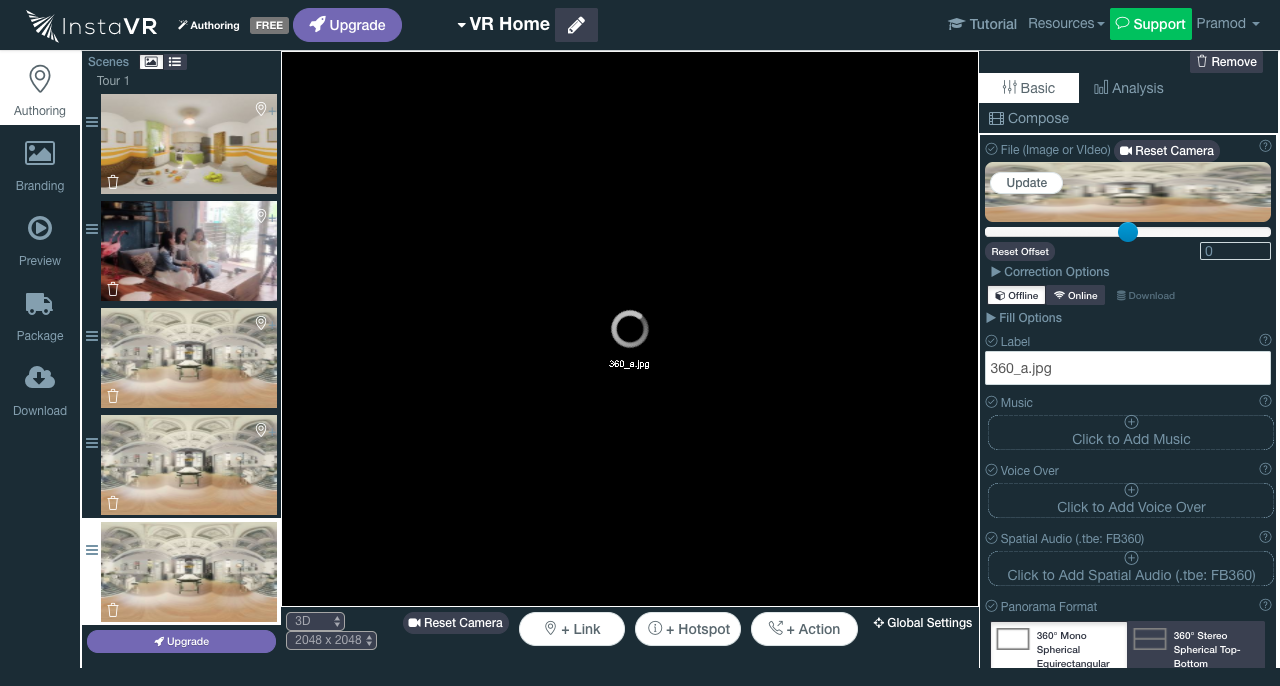 InstaVR
Authoring
FREE
Upgrade
VR Home
Tutorial
Resources
Support
Pramod
Authoring
Branding
Preview
Package
Download
Scenes
Tour 1
Upgrade
360_a.jpg
3D
2048 x 2048
Reset Camera
+ Link
+ Hotspot
+ Action
Global Settings
Remove
Basic
Analysis
Compose
File (Image or VIdeo)
Reset Camera
Update
Reset Offset
0
Correction Options
Offline
Online
Download
Fill Options
Label
360_a.jpg
Music
Click to Add Music
Voice Over
Click to Add Voice Over
Spatial Audio (.tbe: FB360)
Click to Add Spatial Audio (.tbe: FB360)
Panorama Format
360° Mono
Spherical
Equirectangular
360° Stereo
Spherical Top-
Bottom